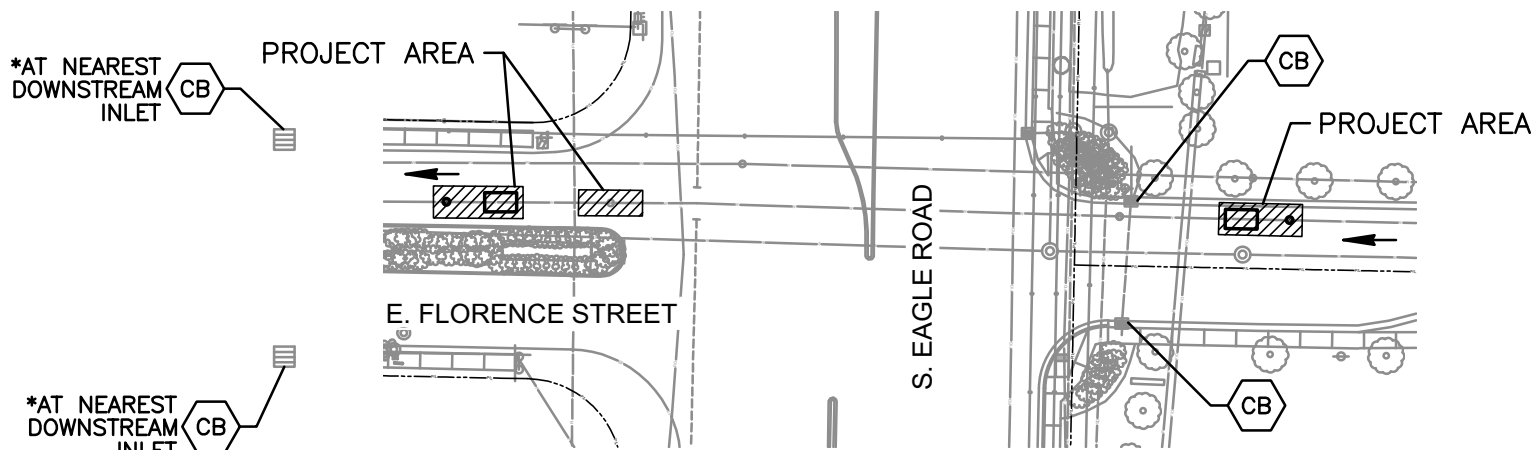 *AT NEAREST
DOWNSTREAM
INLET
CB
PROJECT AREA
CB
PROJECT AREA
E. FLORENCE STREET
S. EAGLE ROAD
*AT NEAREST
DOWNSTREAM
INLET
CB
CB